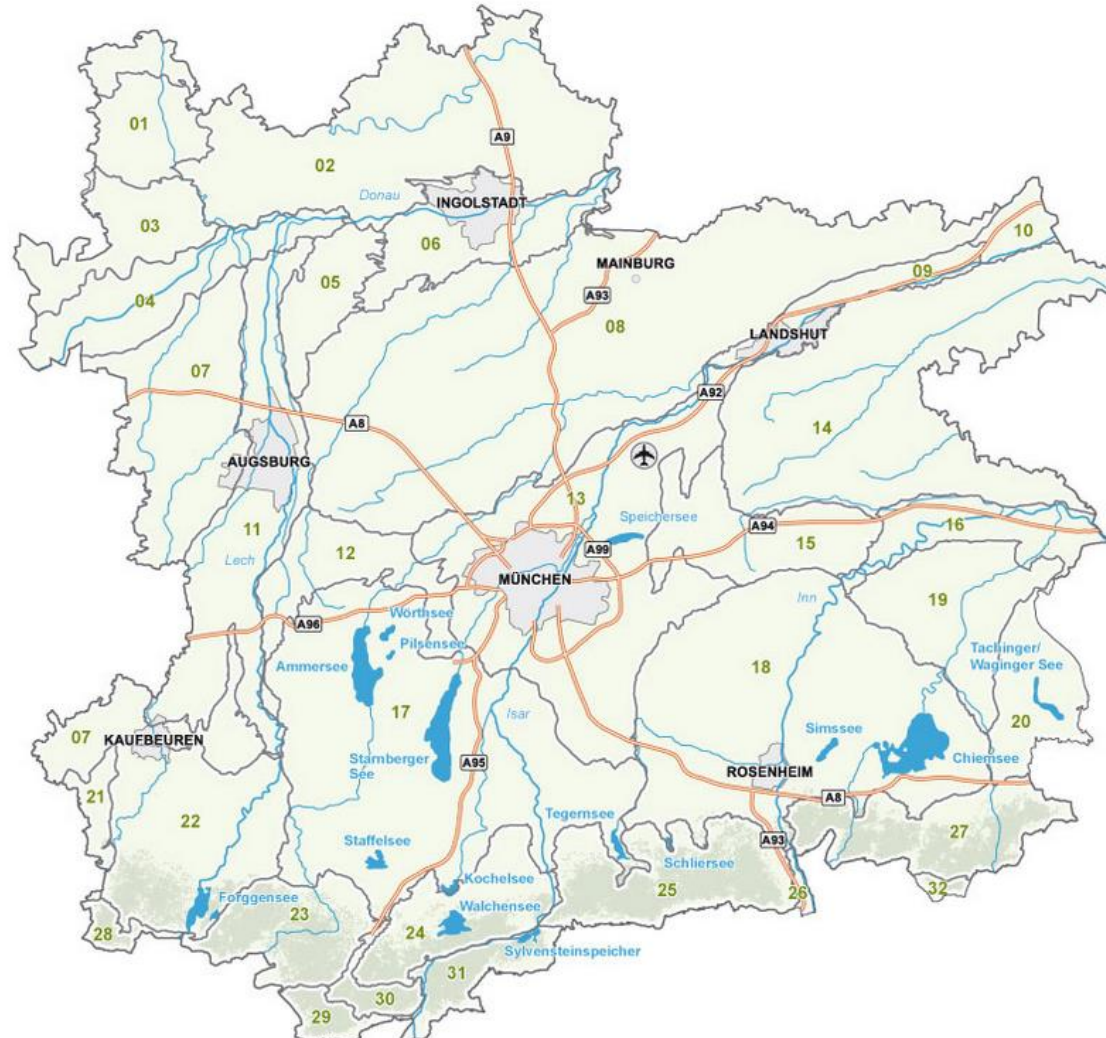 A9
01
02
Donau
INGOLSTADT
03
06
MAINBURG
10
09
05
A93
08
04
LANDSHUT
07
A92
A8
14
AUGSBURG
13
Speichersee
11
A94
16
12
A99
15
Lech
MÜNCHEN
Inn
19
Wörthsee
A96
Pilsensee
Tachinger/
Waginger See
Ammersee
18
17
20
Isar
Simssee
07
KAUFBEUREN
Starnberger
See
A95
Chiemsee
ROSENHEIM
21
A8
22
Tegernsee
27
Staffelsee
A93
Schliersee
Kochelsee
25
26
32
Forggensee
23
Walchensee
28
24
Sylvensteinspeicher
31
30
29